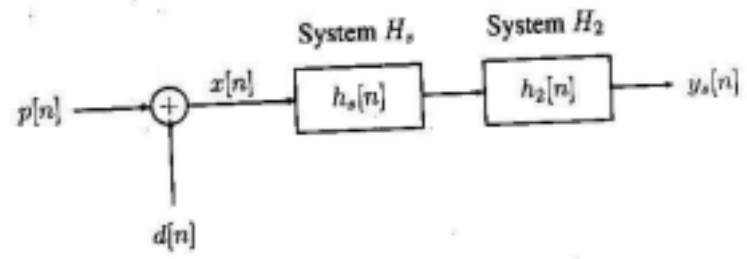 System H_s System H_2
p[n] + x[n] h_s[n] h_2[n] y_s[n]
d[n]